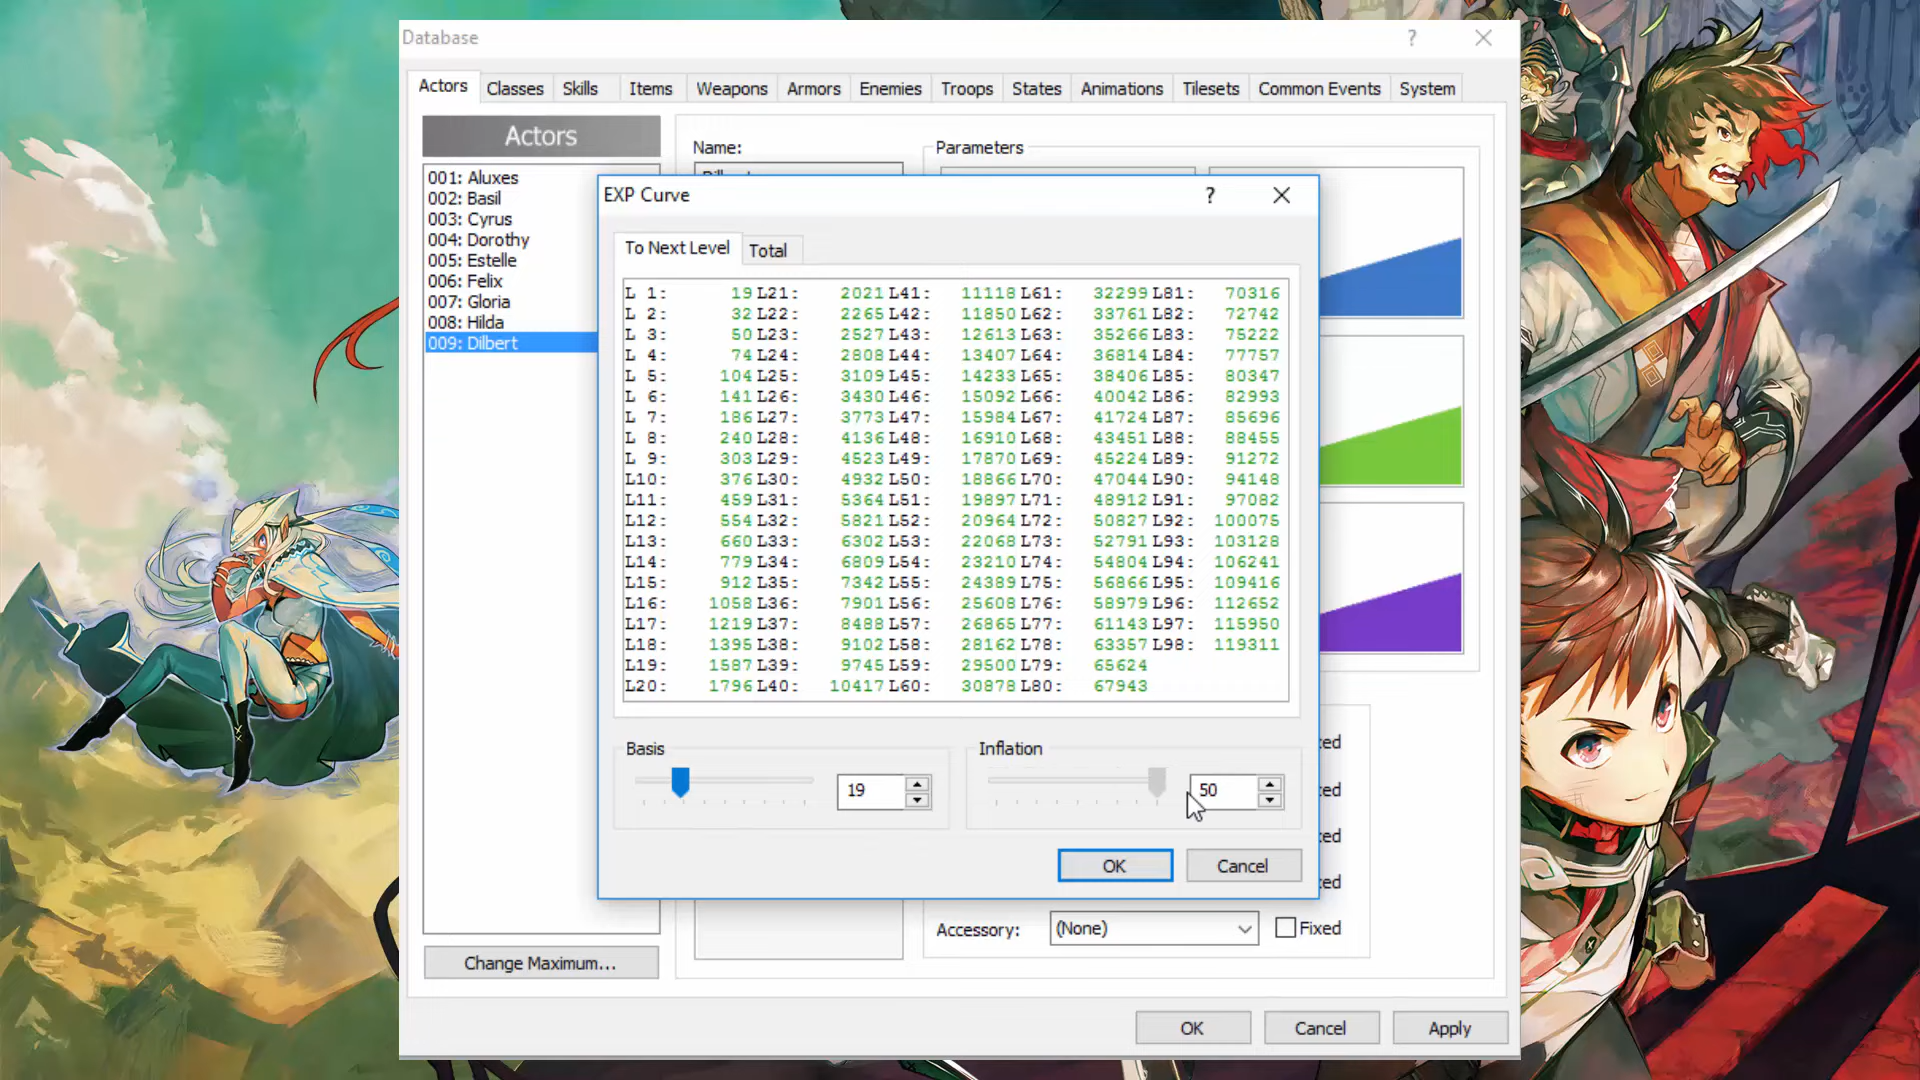 Database ?
Actors Classes Skills Items Weapons Armors Enemies Troops States Animations Tilesets Common Events System
Actors
001: Aluxes
002: Basil
003: Cyrus
004: Dorothy
005: Estelle
006: Felix
007: Gloria
008: Hilda
009: Dilbert
Change Maximum...
Name:
Parameters
EXP Curve ?
To Next Level Total
L 1: 19 L21: 2021 L41: 11118 L61: 32299 L81: 70316
L 2: 32 L22: 2265 L42: 11850 L62: 33761 L82: 72742
L 3: 50 L23: 2527 L43: 12613 L63: 35266 L83: 75222
L 4: 74 L24: 2808 L44: 13407 L64: 36814 L84: 77757
L 5: 104 L25: 3109 L45: 14233 L65: 38406 L85: 80347
L 6: 141 L26: 3430 L46: 15092 L66: 40042 L86: 82993
L 7: 186 L27: 3773 L47: 15984 L67: 41724 L87: 85696
L 8: 240 L28: 4136 L48: 16910 L68: 43451 L88: 88455
L 9: 303 L29: 4523 L49: 17870 L69: 45224 L89: 91272
L10: 376 L30: 4932 L50: 18866 L70: 47044 L90: 94148
L11: 459 L31: 5364 L51: 19897 L71: 48912 L91: 97082
L12: 554 L32: 5821 L52: 20964 L72: 50827 L92: 100075
L13: 660 L33: 6302 L53: 22068 L73: 52791 L93: 103128
L14: 779 L34: 6809 L54: 23210 L74: 54804 L94: 106241
L15: 912 L35: 7342 L55: 24389 L75: 56866 L95: 109416
L16: 1058 L36: 7901 L56: 25608 L76: 58979 L96: 112652
L17: 1219 L37: 8488 L57: 26865 L77: 61143 L97: 115950
L18: 1395 L38: 9102 L58: 28162 L78: 63357 L98: 119311
L19: 1587 L39: 9745 L59: 29500 L79: 65624
L20: 1796 L40: 10417 L60: 30878 L80: 67943
Basis
19
Inflation
50
OK Cancel
ed
ed
ed
ed
Accessory: (None) Fixed
OK Cancel Apply